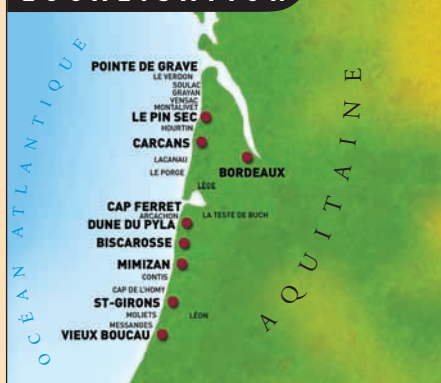 POINTE DE GRAVE
LE VERDON
SOULAC
GRAYAN
VENSAC
MONTALIVET
LE PIN SEC
HOURTIN
CARCANS
LACANAU
BORDEAUX
LE PORGE
LÈGE
CAP FERRET
ARCACHON
LA TESTE DE BUCH
DUNE DU PYLA
BISCAROSSE
MIMIZAN
CONTIS
CAP DE L'HOMY
ST-GIRONS
MOLIETS
LÉON
MESSANGES
VIEUX BOUCAU
OCÉAN ATLANTIQUE
AQUITAINE